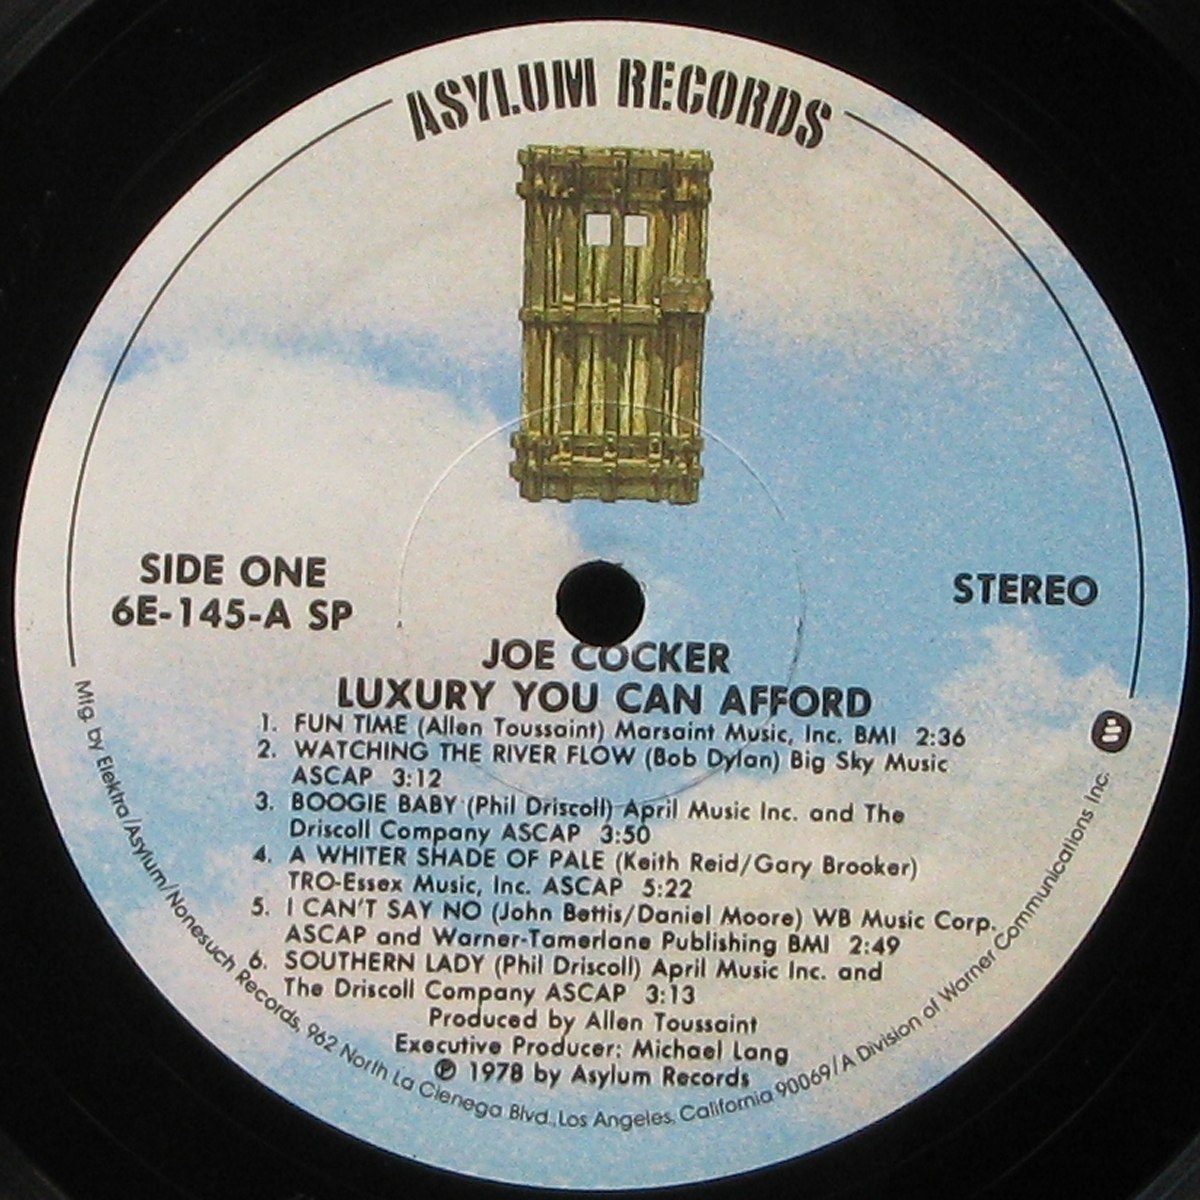 ASYLUM RECORDS
SIDE ONE
6E-145-A SP
STEREO
JOE COCKER
LUXURY YOU CAN AFFORD
1. FUN TIME (Allen Toussaint) Marsaint Music, Inc. BMI 2:36
2. WATCHING THE RIVER FLOW (Bob Dylan) Big Sky Music
ASCAP 3:12
3. BOOGIE BABY (Phil Driscoll) April Music Inc. and The
Driscoll Company ASCAP 3:50
4. A WHITER SHADE OF PALE (Keith Reid/Gary Brooker)
TRO-Essex Music, Inc. ASCAP 5:22
5. I CAN'T SAY NO (John Bettis/Daniel Moore) WB Music Corp.
ASCAP and Warner-Tamerlane Publishing BMI 2:49
6. SOUTHERN LADY (Phil Driscoll) April Music Inc. and
The Driscoll Company ASCAP 3:13
Produced by Allen Toussaint
Executive Producer: Michael Lang
℗ 1978 by Asylum Records
Mfg. by Elektra/Asylum/Nonesuch Records, 962 North La Cienega Blvd., Los Angeles, California 90069/A Division of Warner Communications Inc.